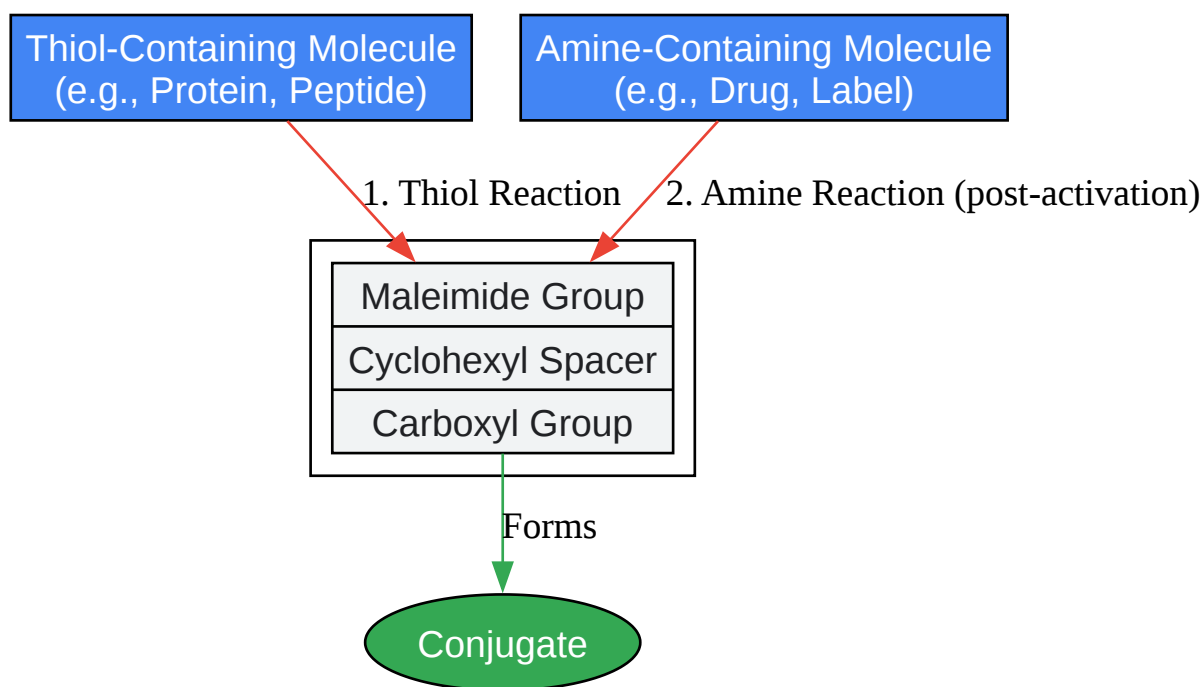 Thiol-Containing Molecule
(e.g., Protein, Peptide)
Amine-Containing Molecule
(e.g., Drug, Label)
1. Thiol Reaction
2. Amine Reaction (post-activation)
Maleimide Group
Cyclohexyl Spacer
Carboxyl Group
Forms
Conjugate